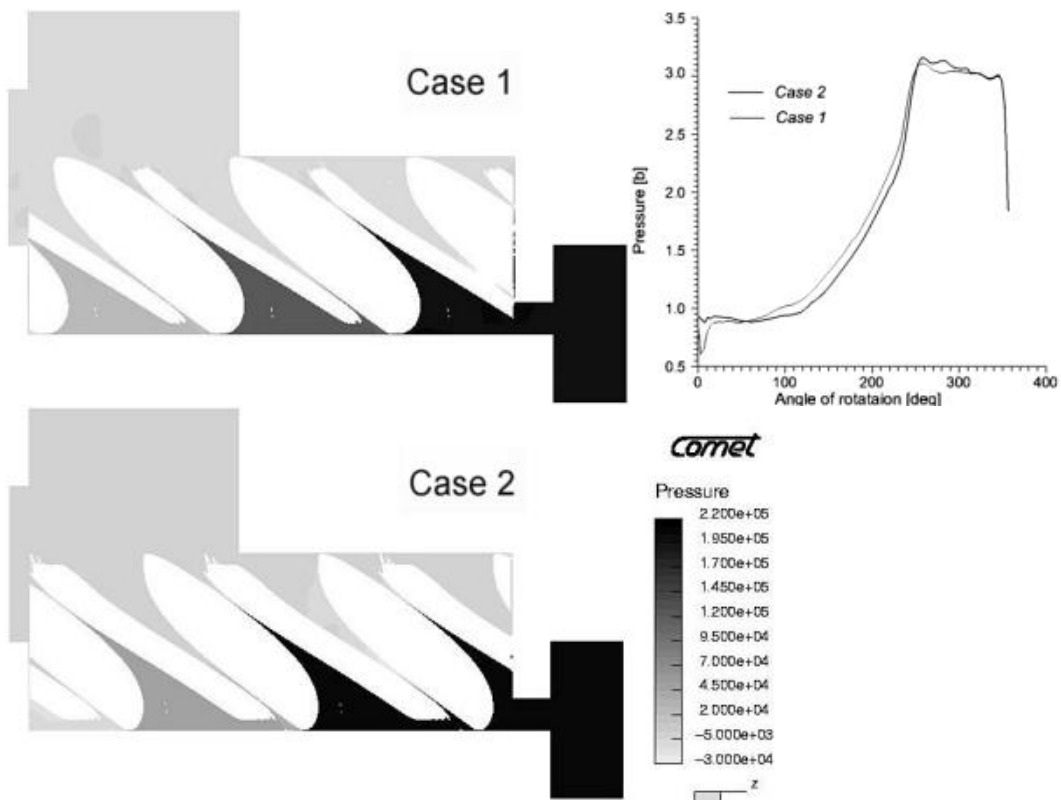 Case 1
3.5
3.0
2.5
2.0
1.5
1.0
0.5
Pressure [b]
Case 2
Case 1
0
100
200
300
400
Angle of rotataion [deg]
Case 2
comet
Pressure
2.200e+05
1.950e+05
1.700e+05
1.450e+05
1.200e+05
9.500e+04
7.000e+04
4.500e+04
2.000e+04
-5.000e+03
-3.000e+04
z